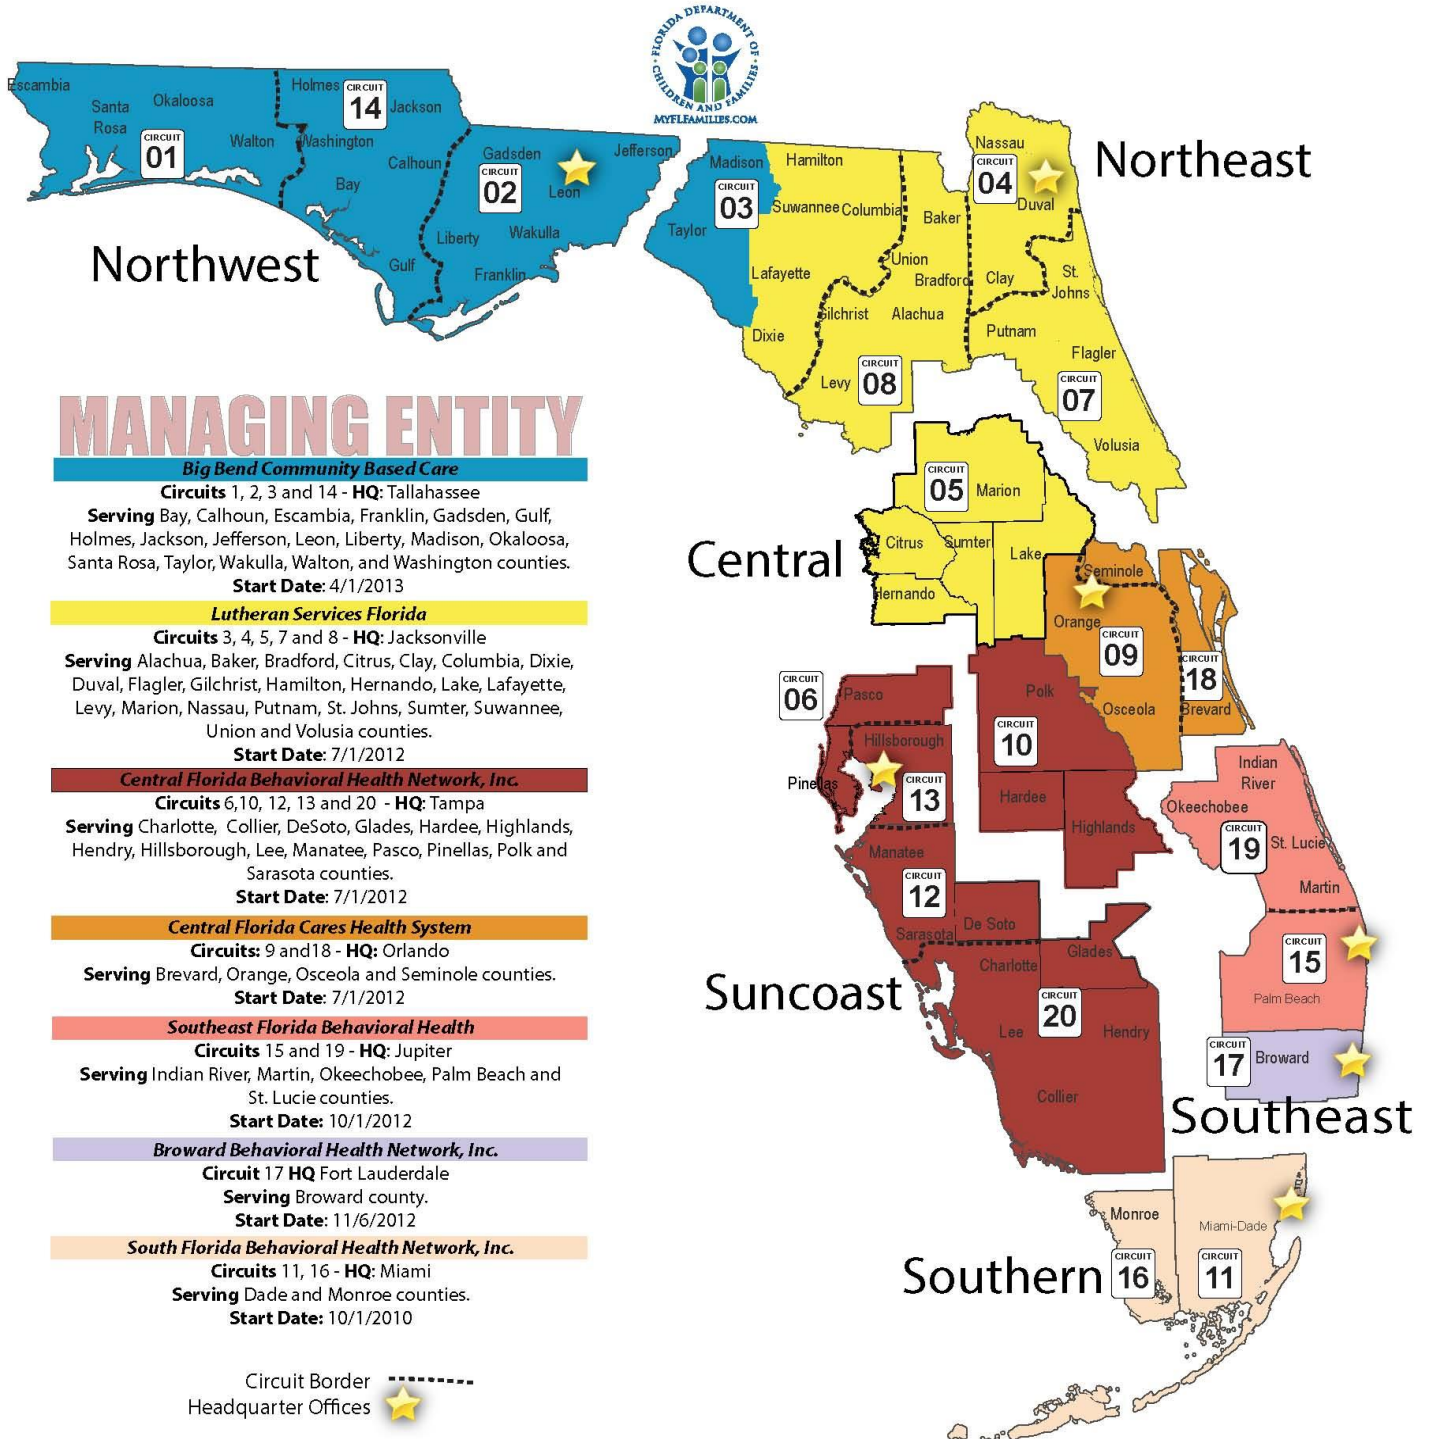 FLORIDA DEPARTMENT OF
CHILDREN AND FAMILIES
MYFLFAMILIES.COM
Escambia
Santa
Rosa
Okaloosa
Walton
CIRCUIT
01
Holmes
CIRCUIT
14
Jackson
Washington
Calhoun
Bay
Gulf
Gadsden
CIRCUIT
02
Leon
Jefferson
Liberty
Wakulla
Franklin
Northwest
Madison
CIRCUIT
03
Taylor
Hamilton
Suwannee
Columbia
Lafayette
Dixie
Baker
Union
Bradford
Gilchrist
Alachua
Levy
CIRCUIT
08
Nassau
CIRCUIT
04
Duval
Clay
St.
Johns
Putnam
Flagler
CIRCUIT
07
Volusia
Northeast
MANAGING ENTITY
Big Bend Community Based Care
Circuits 1, 2, 3 and 14 - HQ: Tallahassee
Serving Bay, Calhoun, Escambia, Franklin, Gadsden, Gulf,
Holmes, Jackson, Jefferson, Leon, Liberty, Madison, Okaloosa,
Santa Rosa, Taylor, Wakulla, Walton, and Washington counties.
Start Date: 4/1/2013
Lutheran Services Florida
Circuits 3, 4, 5, 7 and 8 - HQ: Jacksonville
Serving Alachua, Baker, Bradford, Citrus, Clay, Columbia, Dixie,
Duval, Flagler, Gilchrist, Hamilton, Hernando, Lake, Lafayette,
Levy, Marion, Nassau, Putnam, St. Johns, Sumter, Suwannee,
Union and Volusia counties.
Start Date: 7/1/2012
Central Florida Behavioral Health Network, Inc.
Circuits 6,10, 12, 13 and 20 - HQ: Tampa
Serving Charlotte, Collier, DeSoto, Glades, Hardee, Highlands,
Hendry, Hillsborough, Lee, Manatee, Pasco, Pinellas, Polk and
Sarasota counties.
Start Date: 7/1/2012
Central Florida Cares Health System
Circuits: 9 and18 - HQ: Orlando
Serving Brevard, Orange, Osceola and Seminole counties.
Start Date: 7/1/2012
Southeast Florida Behavioral Health
Circuits 15 and 19 - HQ: Jupiter
Serving Indian River, Martin, Okeechobee, Palm Beach and
St. Lucie counties.
Start Date: 10/1/2012
Broward Behavioral Health Network, Inc.
Circuit 17 HQ Fort Lauderdale
Serving Broward county.
Start Date: 11/6/2012
South Florida Behavioral Health Network, Inc.
Circuits 11, 16 - HQ: Miami
Serving Dade and Monroe counties.
Start Date: 10/1/2010
Circuit Border
Headquarter Offices
Central
CIRCUIT
05
Marion
Citrus
Sumter
Lake
Hernando
Seminole
Orange
CIRCUIT
09
Osceola
CIRCUIT
18
Brevard
CIRCUIT
06
Pasco
Hillsborough
Pinellas
CIRCUIT
13
Polk
CIRCUIT
10
Hardee
Highlands
Manatee
CIRCUIT
12
Sarasota
De Soto
Charlotte
Glades
CIRCUIT
20
Lee
Hendry
Collier
Suncoast
Indian
River
Okeechobee
CIRCUIT
19
St. Lucie
Martin
CIRCUIT
15
Palm Beach
CIRCUIT
17
Broward
Southeast
Monroe
Miami-Dade
CIRCUIT
16
CIRCUIT
11
Southern